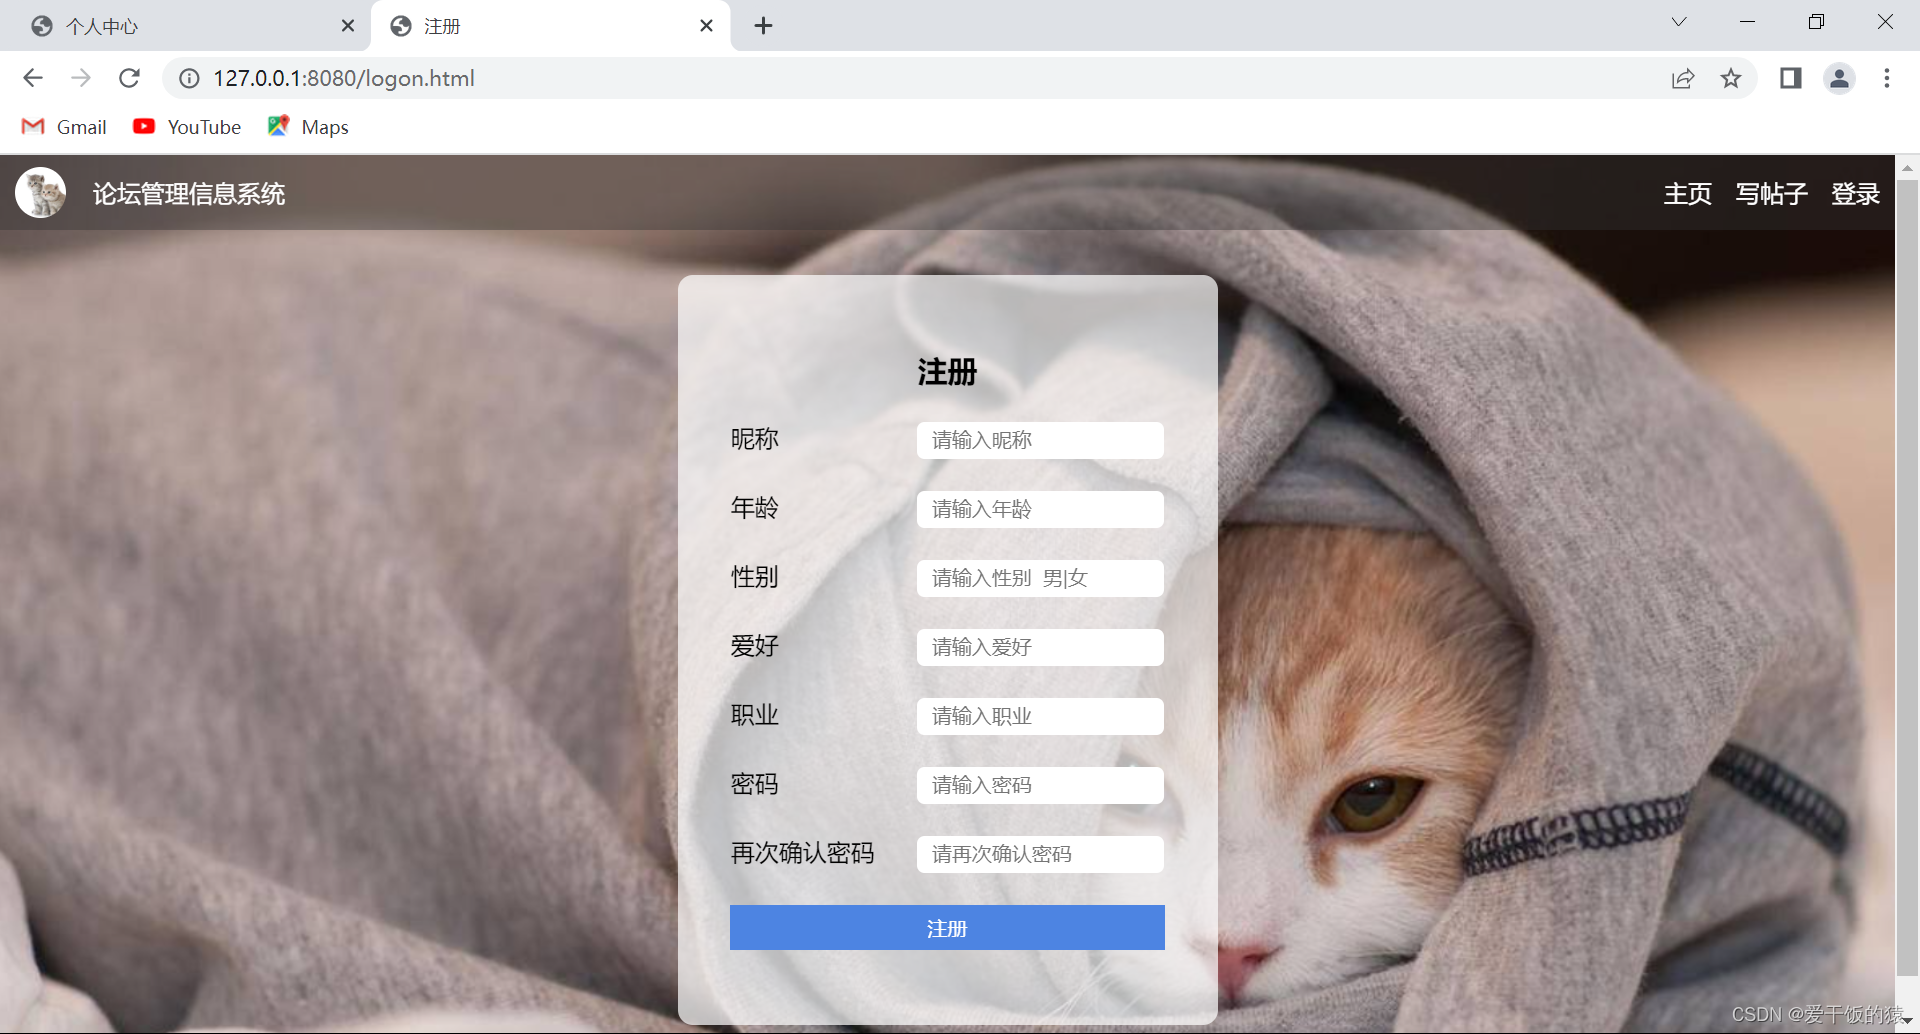 个人中心
注册
127.0.0.1:8080/logon.html
Gmail
YouTube
Maps
论坛管理信息系统
主页 写帖子 登录
注册
昵称 请输入昵称
年龄 请输入年龄
性别 请输入性别 男|女
爱好 请输入爱好
职业 请输入职业
密码 请输入密码
再次确认密码 请再次确认密码
注册
CSDN @爱干饭的猿